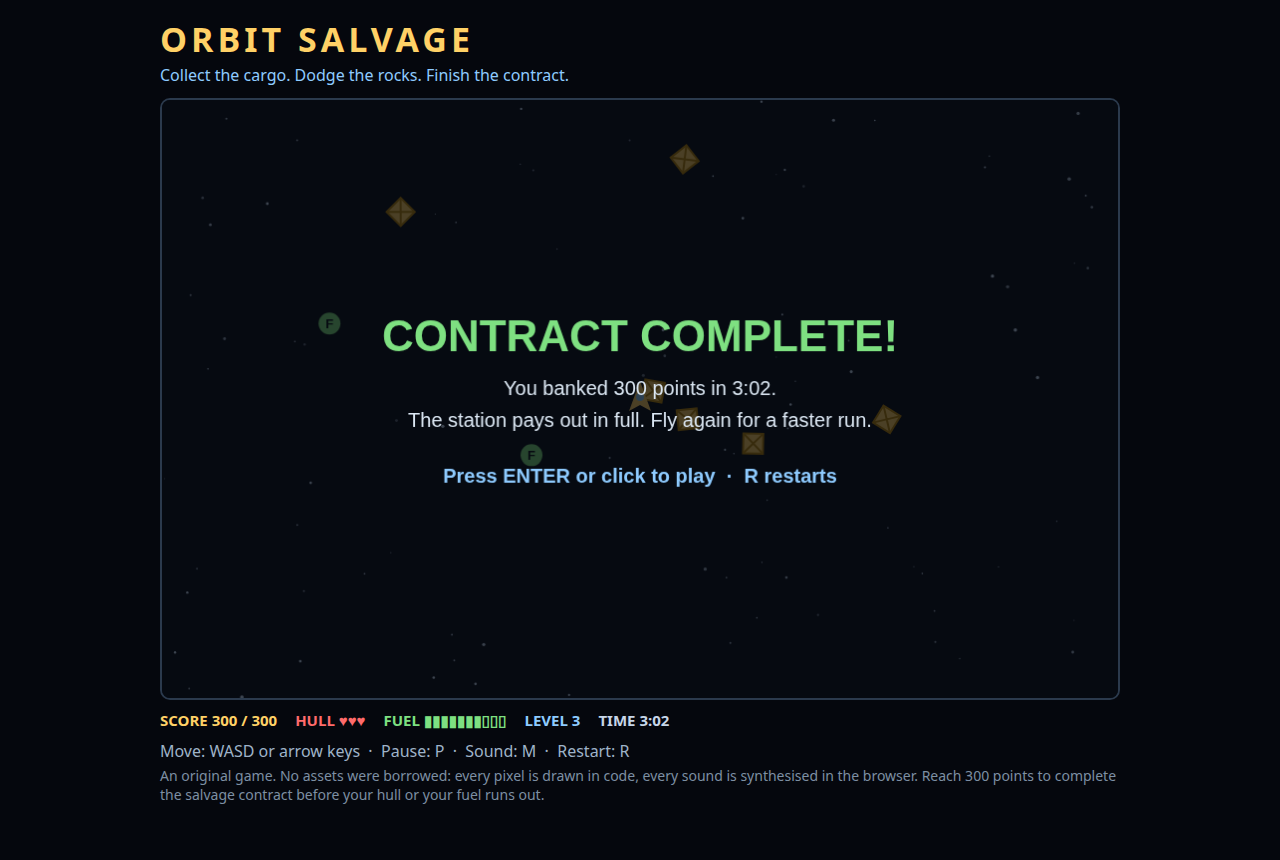 ORBIT SALVAGE
Collect the cargo. Dodge the rocks. Finish the contract.
F
CONTRACT COMPLETE!
You banked 300 points in 3:02.
The station pays out in full. Fly again for a faster run.
F
Press ENTER or click to play · R restarts
SCORE 300 / 300 HULL ♥♥♥ FUEL ▮▮▮▮▮▮▮▯▯▯ LEVEL 3 TIME 3:02
Move: WASD or arrow keys · Pause: P · Sound: M · Restart: R
An original game. No assets were borrowed: every pixel is drawn in code, every sound is synthesised in the browser. Reach 300 points to complete
the salvage contract before your hull or your fuel runs out.